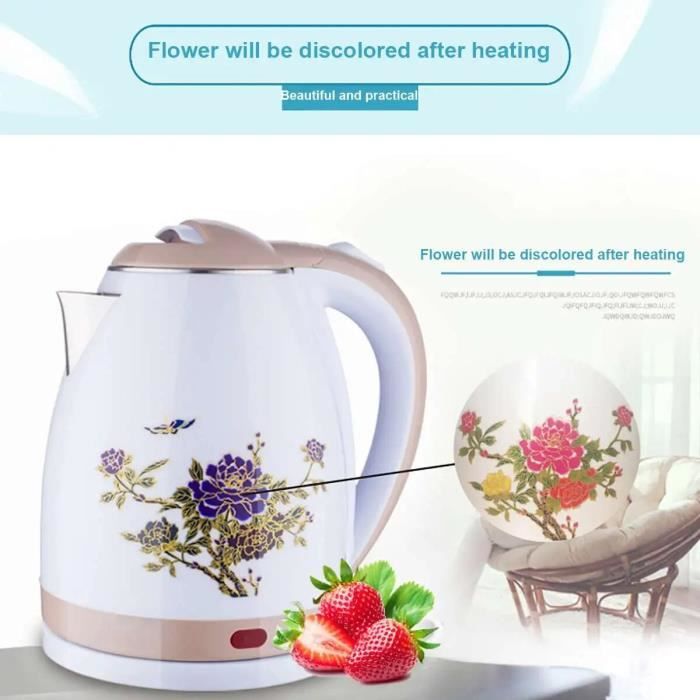 Flower will be discolored after heating
Beautiful and practical
Flower will be discolored after heating